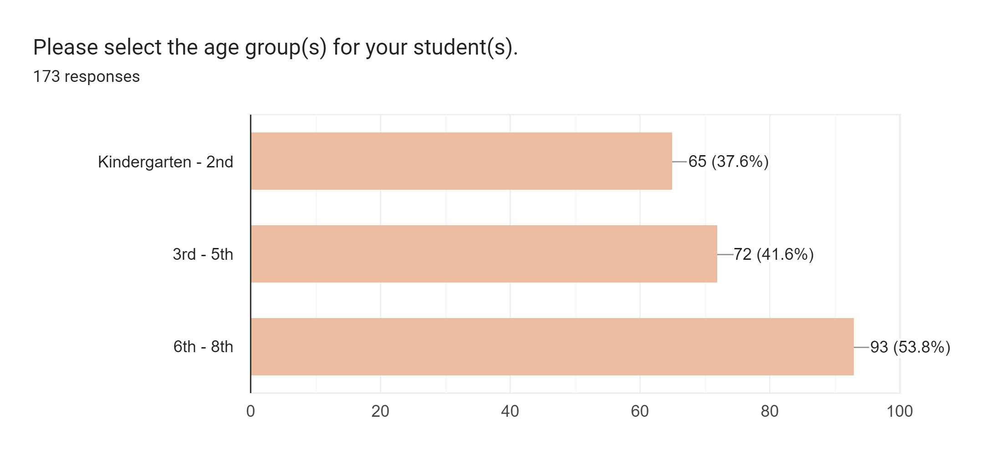 Please select the age group(s) for your student(s).
173 responses
Kindergarten - 2nd
65 (37.6%)
3rd - 5th
72 (41.6%)
6th - 8th
93 (53.8%)
0 20 40 60 80 100